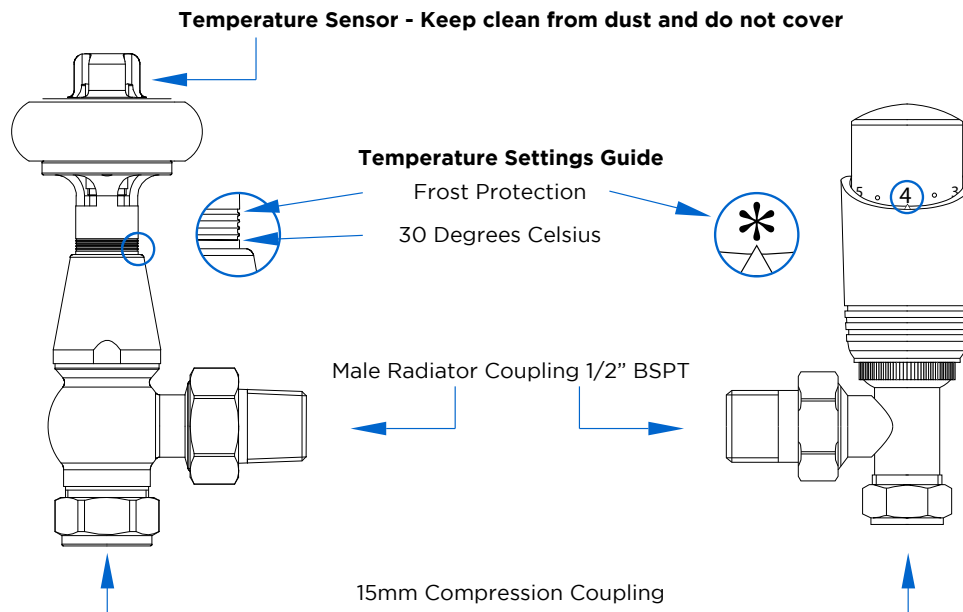 Temperature Sensor - Keep clean from dust and do not cover
Temperature Settings Guide
Frost Protection
30 Degrees Celsius
5 4 3
*
Male Radiator Coupling 1/2” BSPT
15mm Compression Coupling